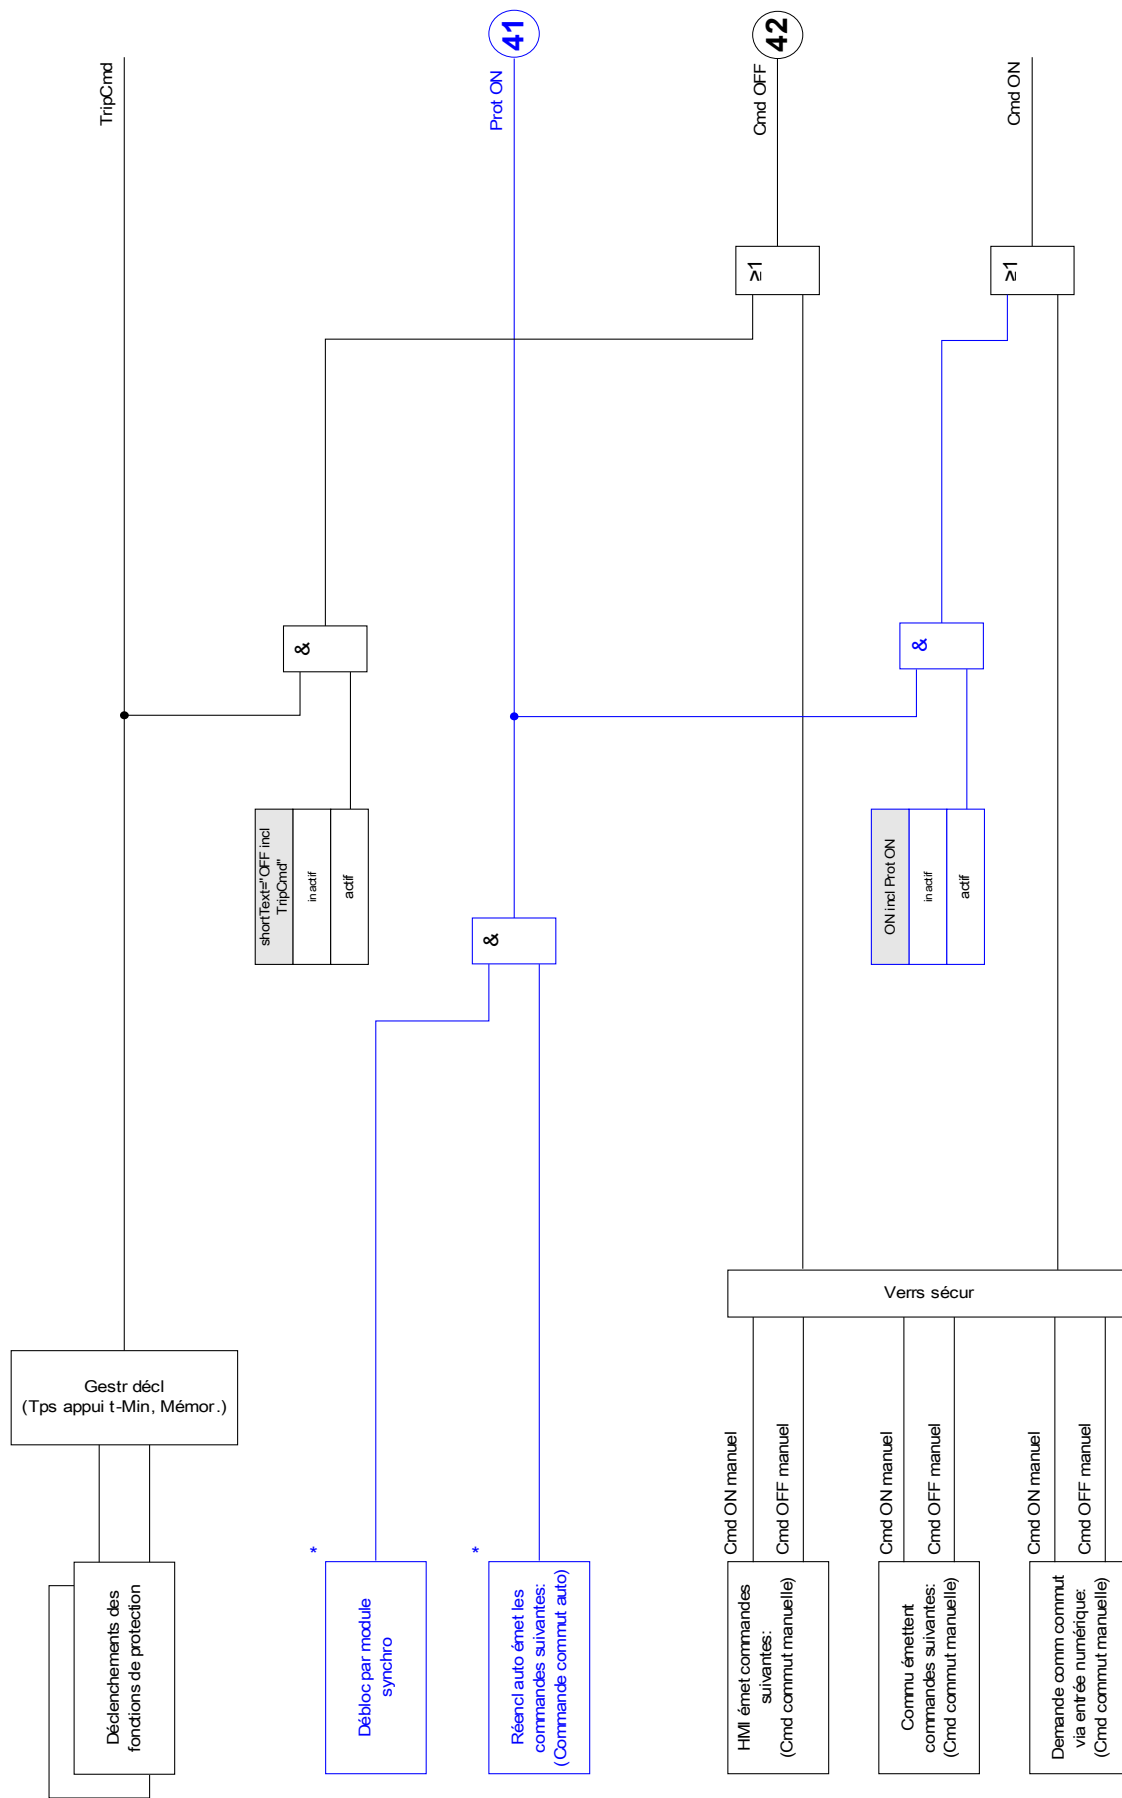 Déclenchements des
fonctions de protection
Gestr décl
(Tps appui t-Min, Mémor.)
TripCmd
shortText="OFF incl
TripCmd"
inactif
actif
&
*
Débloc par module
synchro
*
Réencl auto émet les
commandes suivantes:
(Commande commut auto)
&
Prot ON
41
HMI émet commandes
suivantes:
(Cmd commut manuelle)
Cmd ON manuel
Cmd OFF manuel
Commu émettent
commandes suivantes:
(Cmd commut manuelle)
Cmd ON manuel
Cmd OFF manuel
Demande comm commut
via entrée numérique:
(Cmd commut manuelle)
Cmd ON manuel
Cmd OFF manuel
Verrs sécur
≥1
Cmd OFF
42
ON incl Prot ON
inactif
actif
&
≥1
Cmd ON